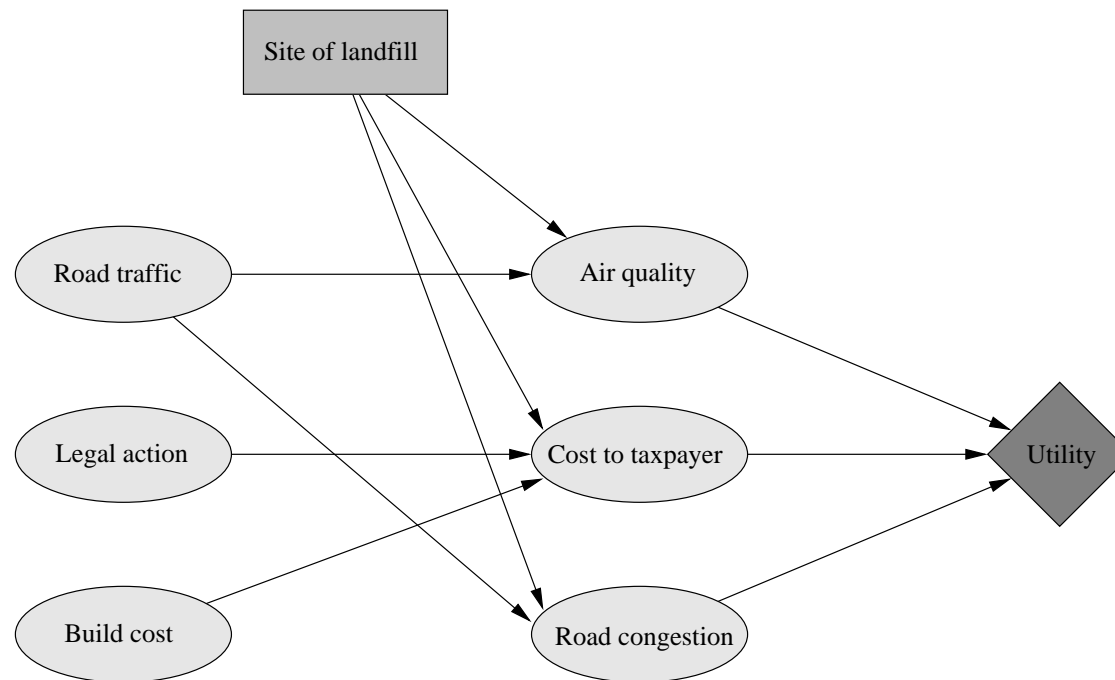 Site of landfill
Road traffic
Air quality
Legal action
Cost to taxpayer
Utility
Build cost
Road congestion